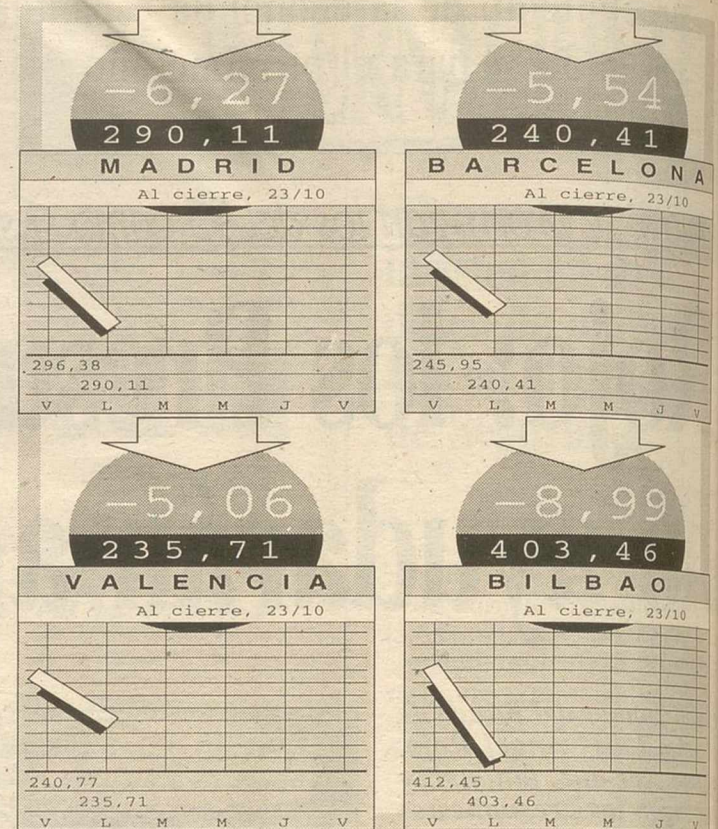 -6,27
290,11
MADRID
Al cierre, 23/10
296,38
290,11
V L M M J V
-5,54
240,41
BARCELONA
Al cierre, 23/10
245,95
240,41
V L M M J V
-5,06
235,71
VALENCIA
Al cierre, 23/10
240,77
235,71
V L M M J V
-8,99
403,46
BILBAO
Al cierre, 23/10
412,45
403,46
V L M M J V